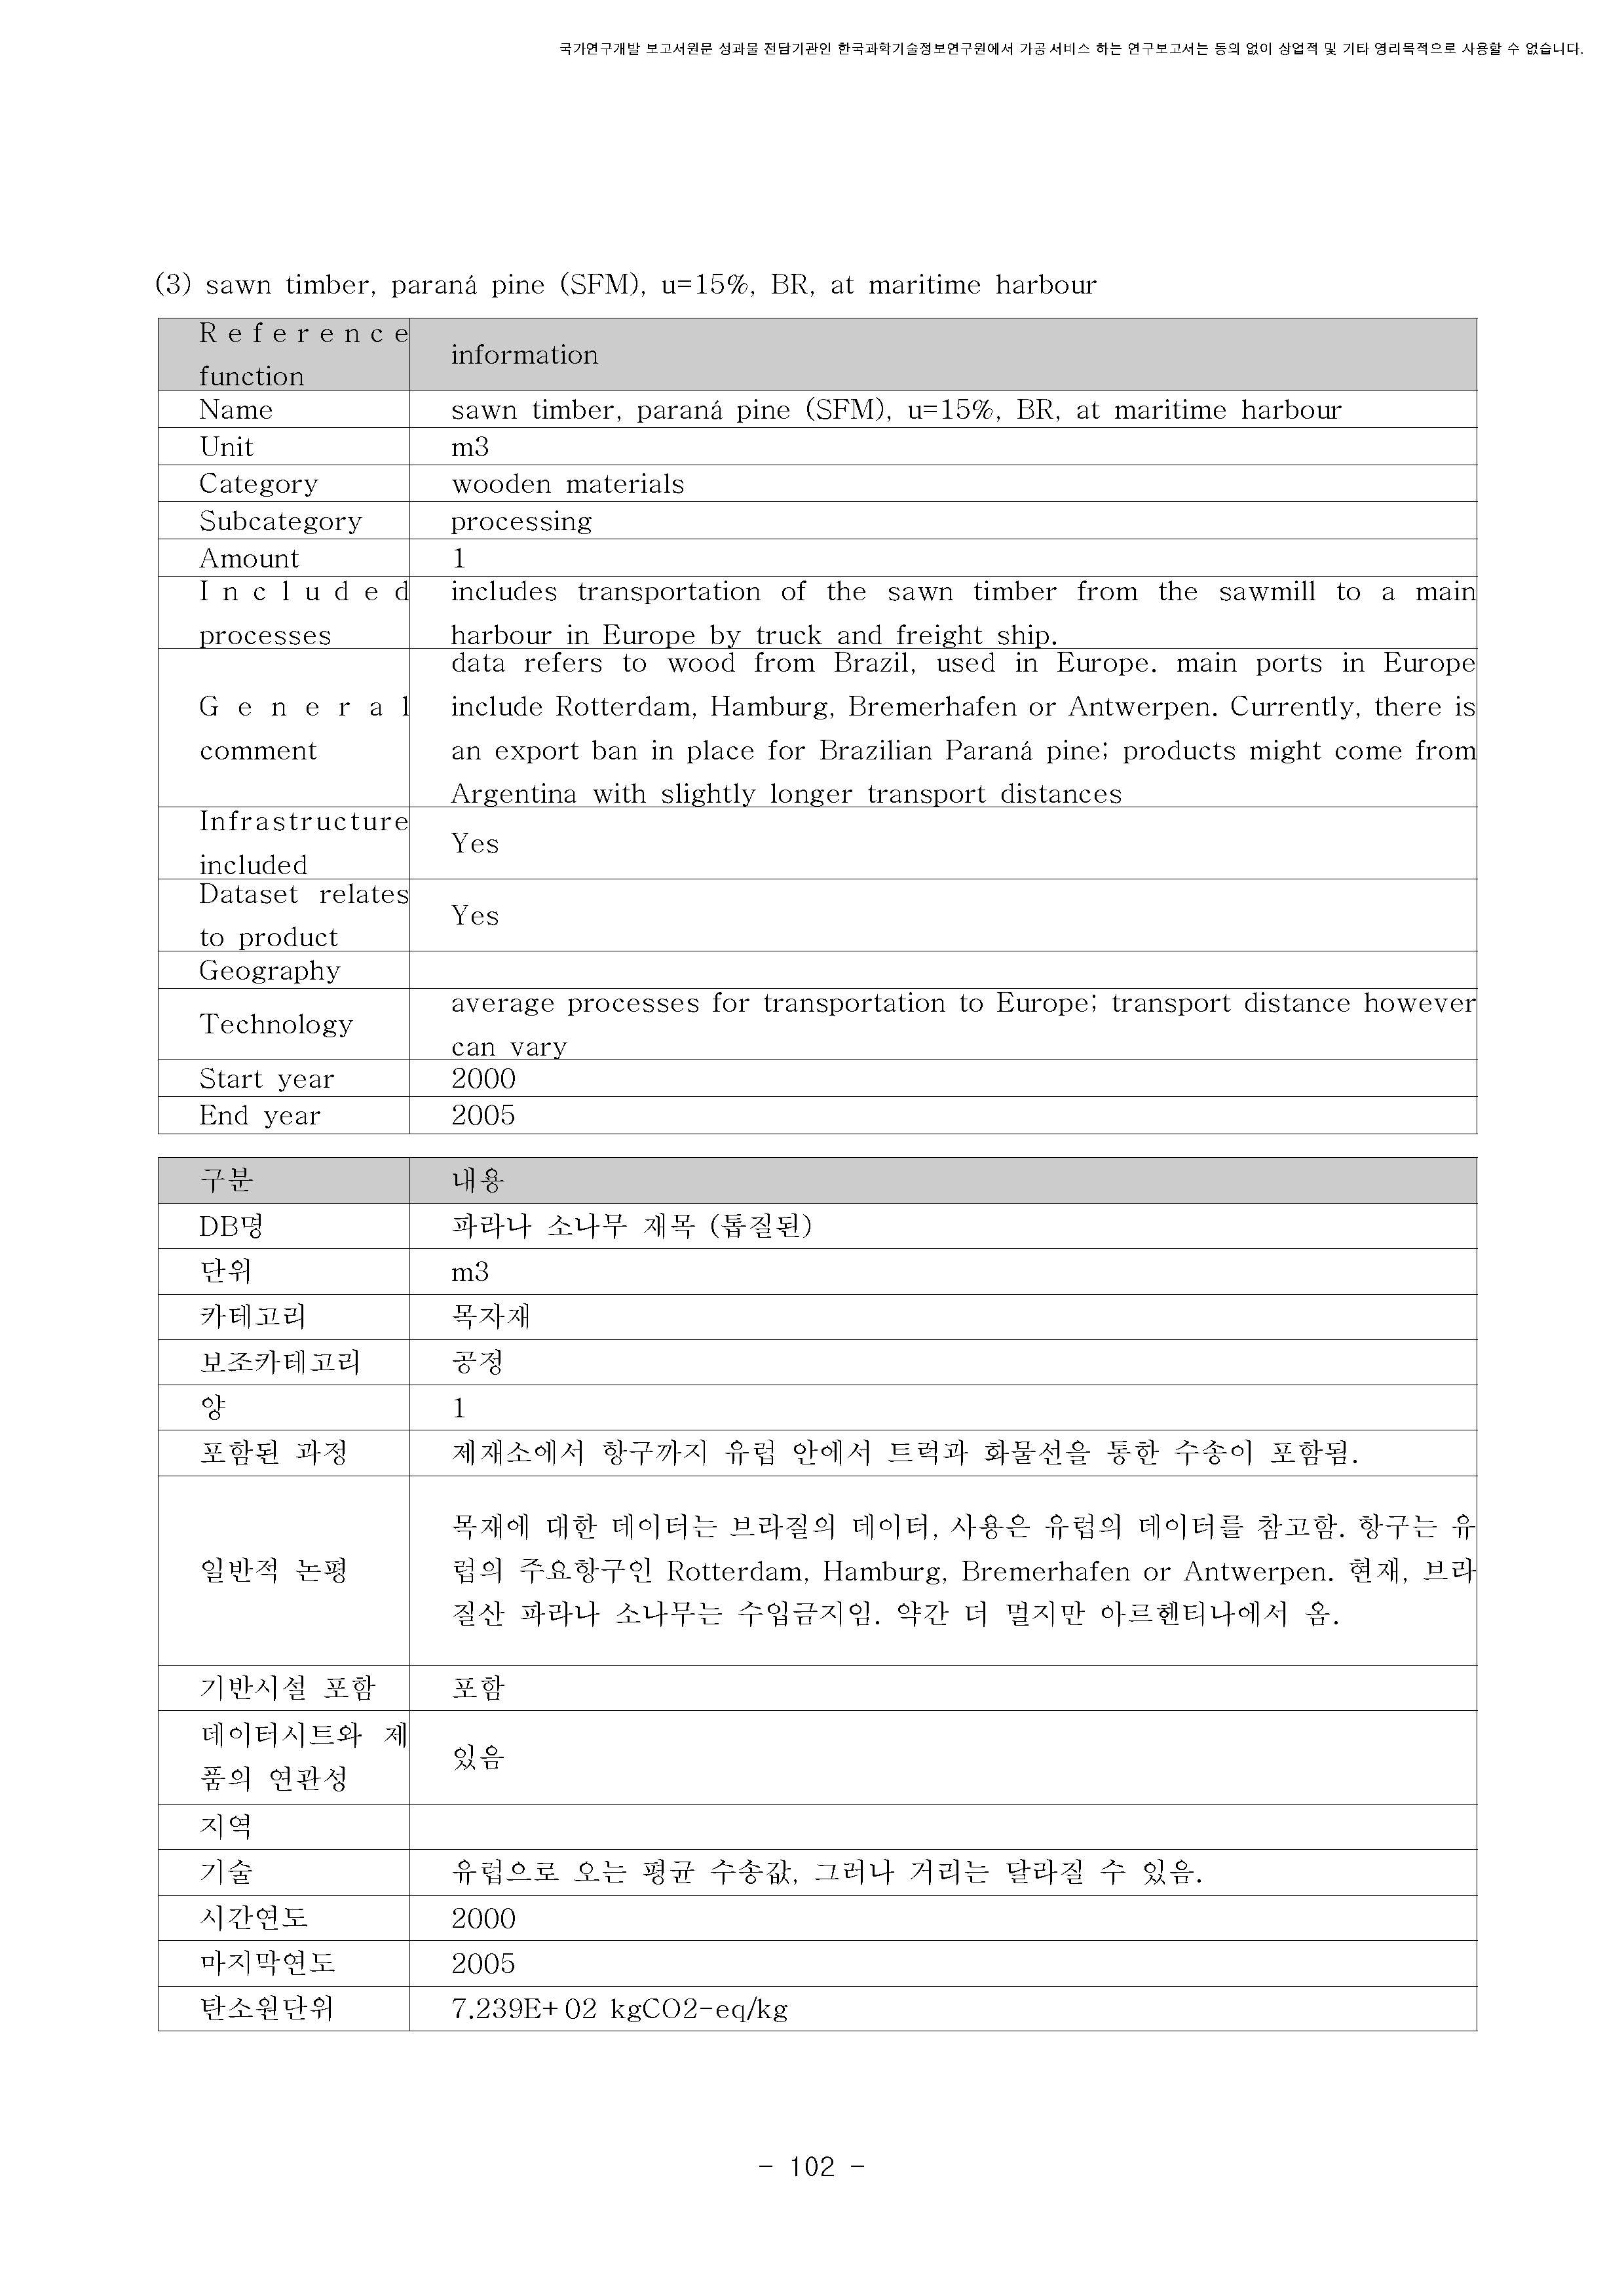 국가연구개발 보고서원문 성과물 전담기관인 한국과학기술정보연구원에서 가공·서비스 하는 연구보고서는 동의 없이 상업적 및 기타 영리목적으로 사용할 수 없습니다.
(3) sawn timber, paraná pine (SFM), u=15%, BR, at maritime harbour
Reference
function
information
Name
sawn timber, paraná pine (SFM), u=15%, BR, at maritime harbour
Unit
m3
Category
wooden materials
Subcategory
processing
Amount
1
Included
processes
includes transportation of the sawn timber from the sawmill to a main
harbour in Europe by truck and freight ship.
General
comment
data refers to wood from Brazil, used in Europe. main ports in Europe
include Rotterdam, Hamburg, Bremerhafen or Antwerpen. Currently, there is
an export ban in place for Brazilian Paraná pine; products might come from
Argentina with slightly longer transport distances
Infrastructure
included
Yes
Dataset relates
to product
Yes
Geography
Technology
average processes for transportation to Europe; transport distance however
can vary
Start year
2000
End year
2005
구분
내용
DB명
파라나 소나무 재목 (톱질된)
단위
m3
카테고리
목자재
보조카테고리
공정
양
1
포함된 과정
제재소에서 항구까지 유럽 안에서 트럭과 화물선을 통한 수송이 포함됨.
일반적 논평
목재에 대한 데이터는 브라질의 데이터, 사용은 유럽의 데이터를 참고함. 항구는 유
럽의 주요항구인 Rotterdam, Hamburg, Bremerhafen or Antwerpen. 현재, 브라
질산 파라나 소나무는 수입금지임. 약간 더 멀지만 아르헨티나에서 옴.
기반시설 포함
포함
데이터시트와 제
품의 연관성
있음
지역
기술
유럽으로 오는 평균 수송값, 그러나 거리는 달라질 수 있음.
시간연도
2000
마지막연도
2005
탄소원단위
7.239E+02 kgCO2-eq/kg
- 102 -